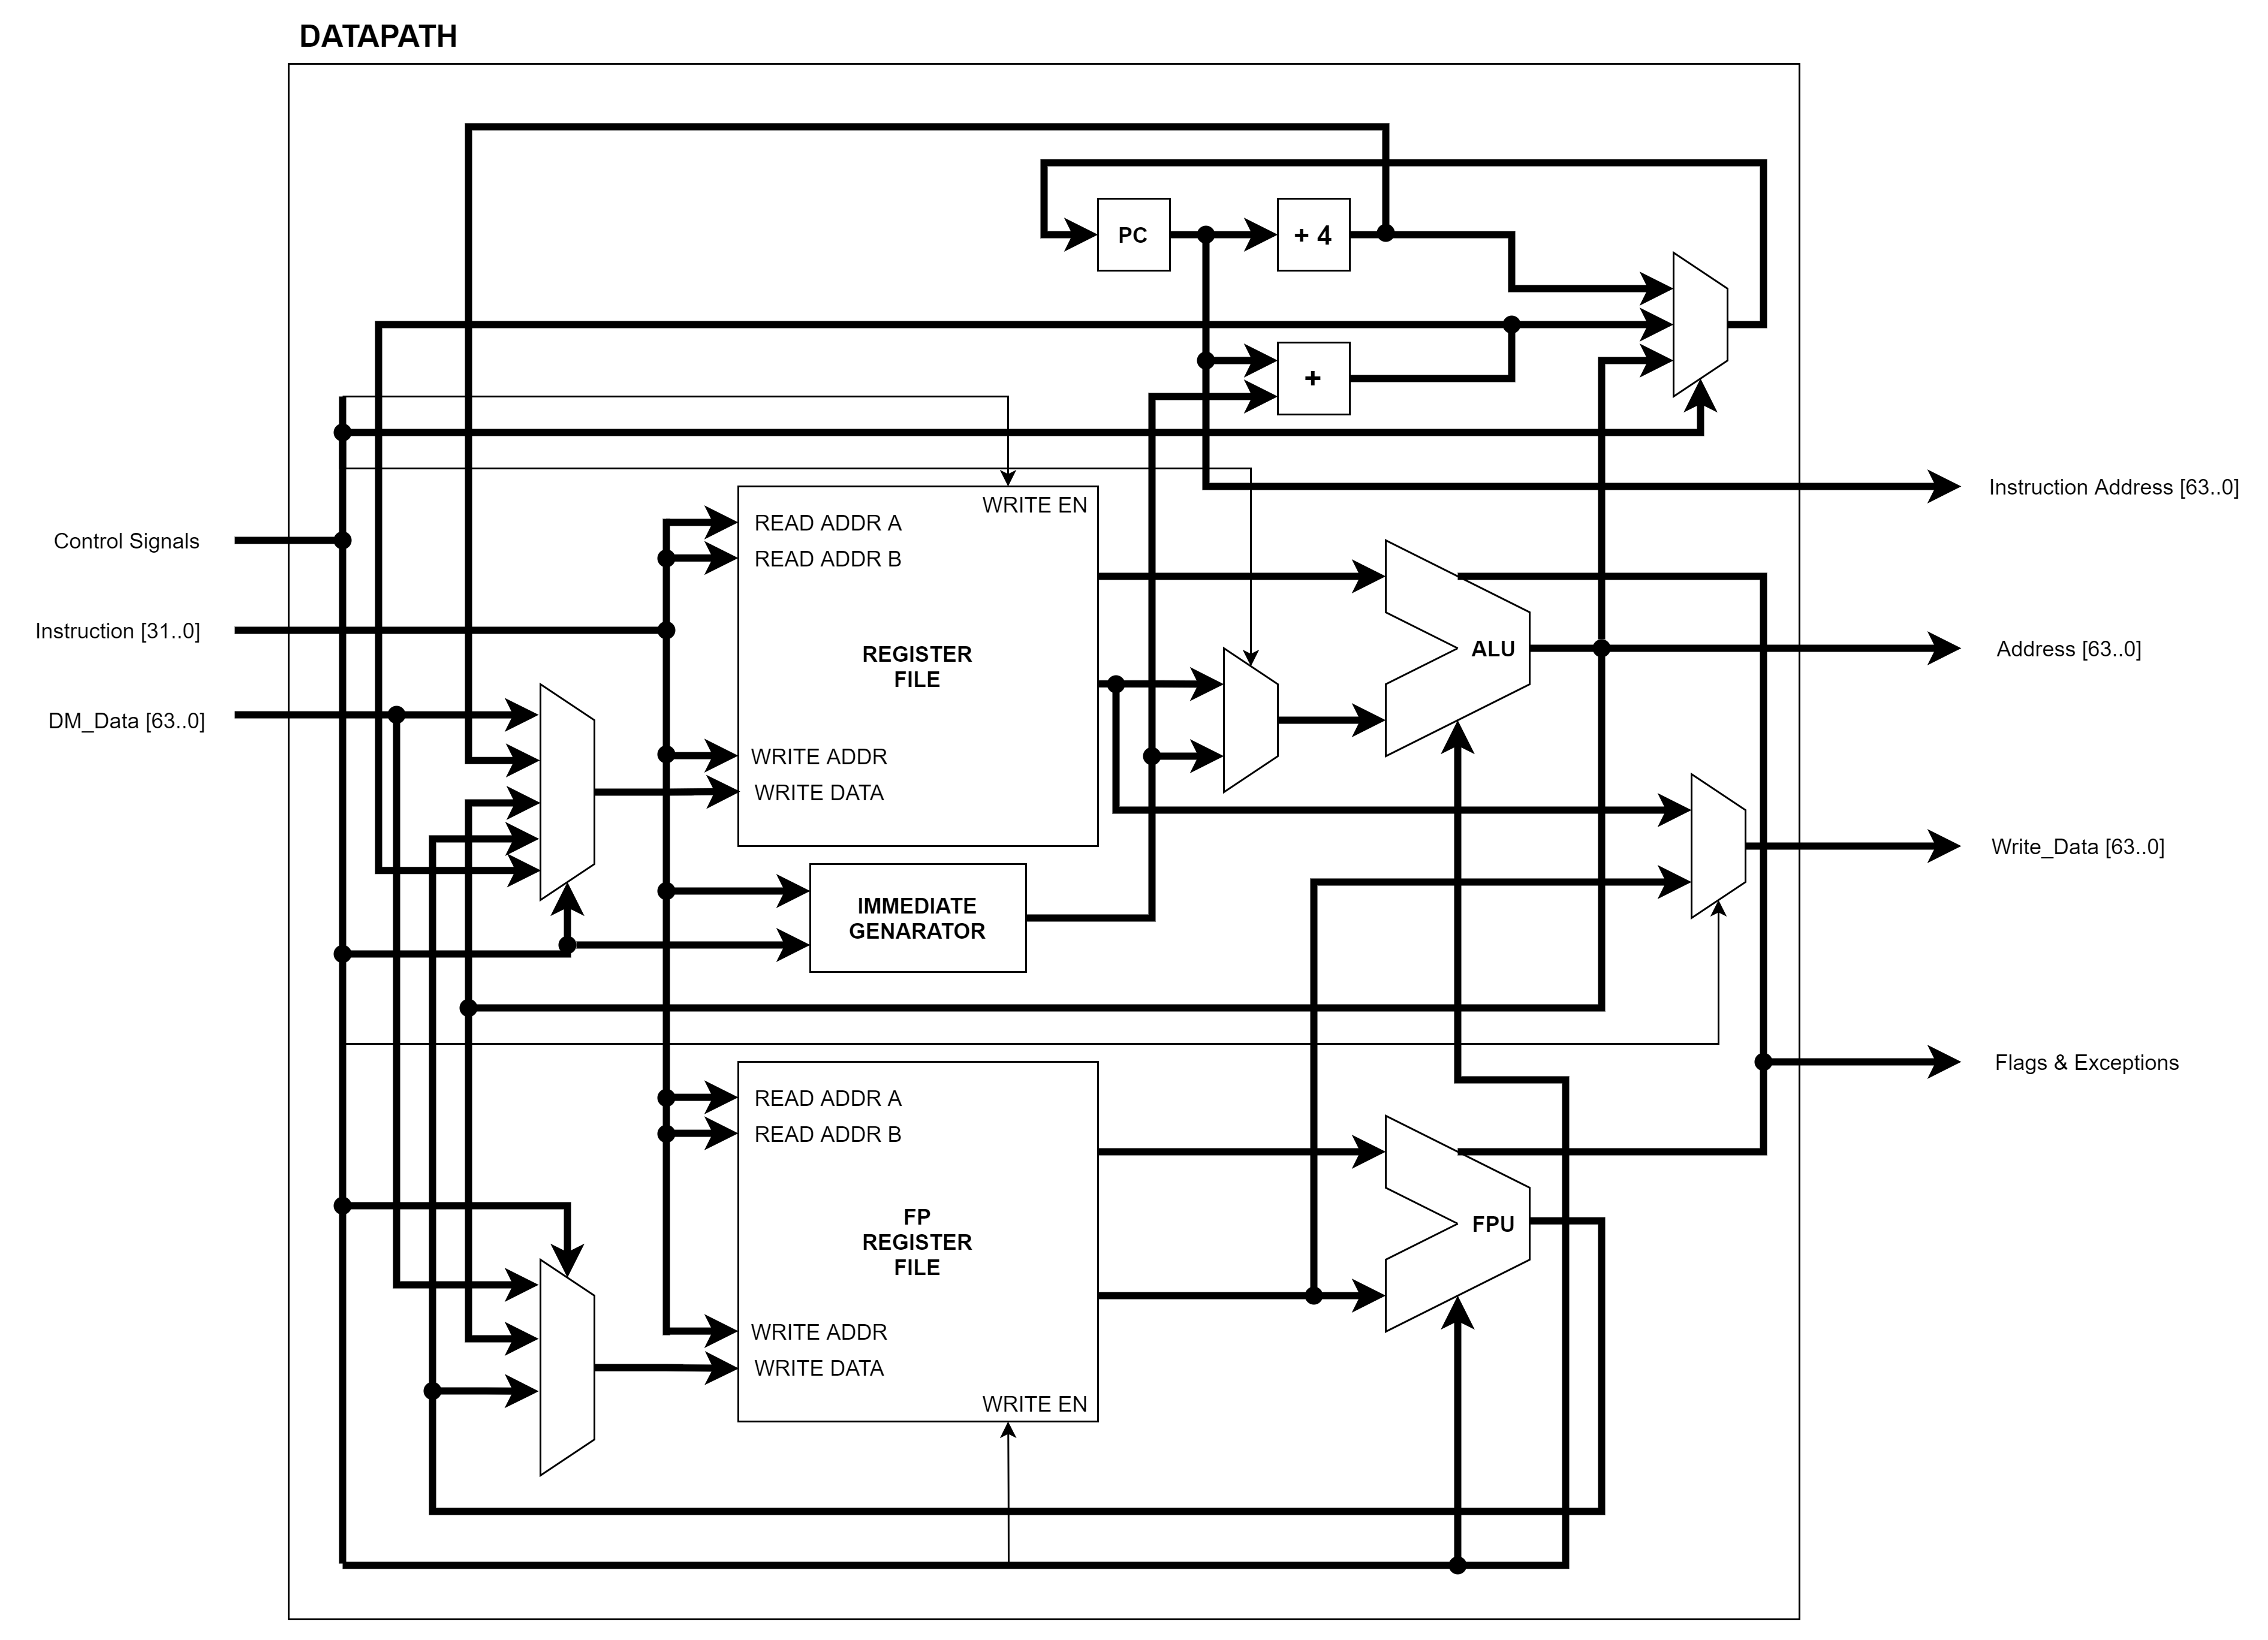 DATAPATH
PC
+ 4
+
Control Signals
Instruction [31..0]
DM_Data [63..0]
WRITE EN
READ ADDR A
READ ADDR B
REGISTER
FILE
WRITE ADDR
WRITE DATA
ALU
IMMEDIATE
GENARATOR
READ ADDR A
READ ADDR B
FP
REGISTER
FILE
WRITE ADDR
WRITE DATA
WRITE EN
FPU
Instruction Address [63..0]
Address [63..0]
Write_Data [63..0]
Flags & Exceptions